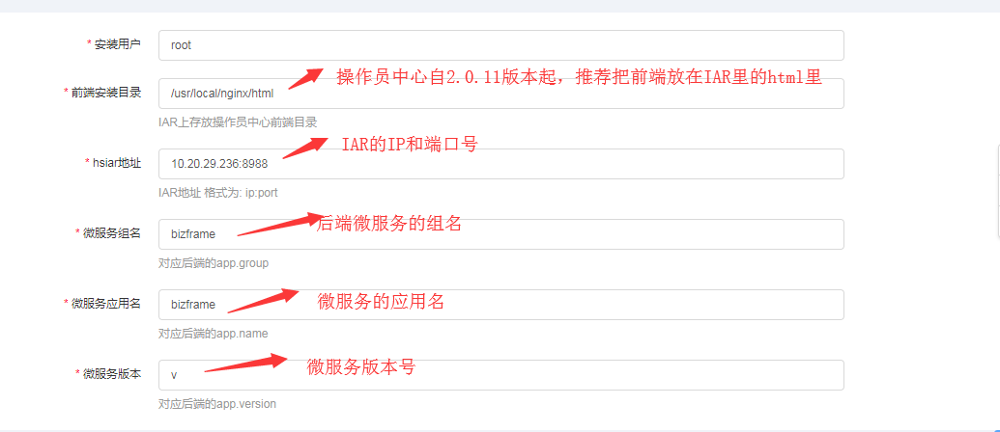 * 安装用户 root
操作员中心自2.0.11版本起，推荐把前端放在IAR里的html里
* 前端安装目录 /usr/local/nginx/html
IAR上存放操作员中心前端目录
IAR的IP和端口号
* hsiar地址 10.20.29.236:8988
IAR地址 格式为: ip:port
后端微服务的组名
* 微服务组名 bizframe
对应后端的app.group
* 微服务应用名 bizframe
微服务的应用名
对应后端的app.name
* 微服务版本 v
微服务版本号
对应后端的app.version